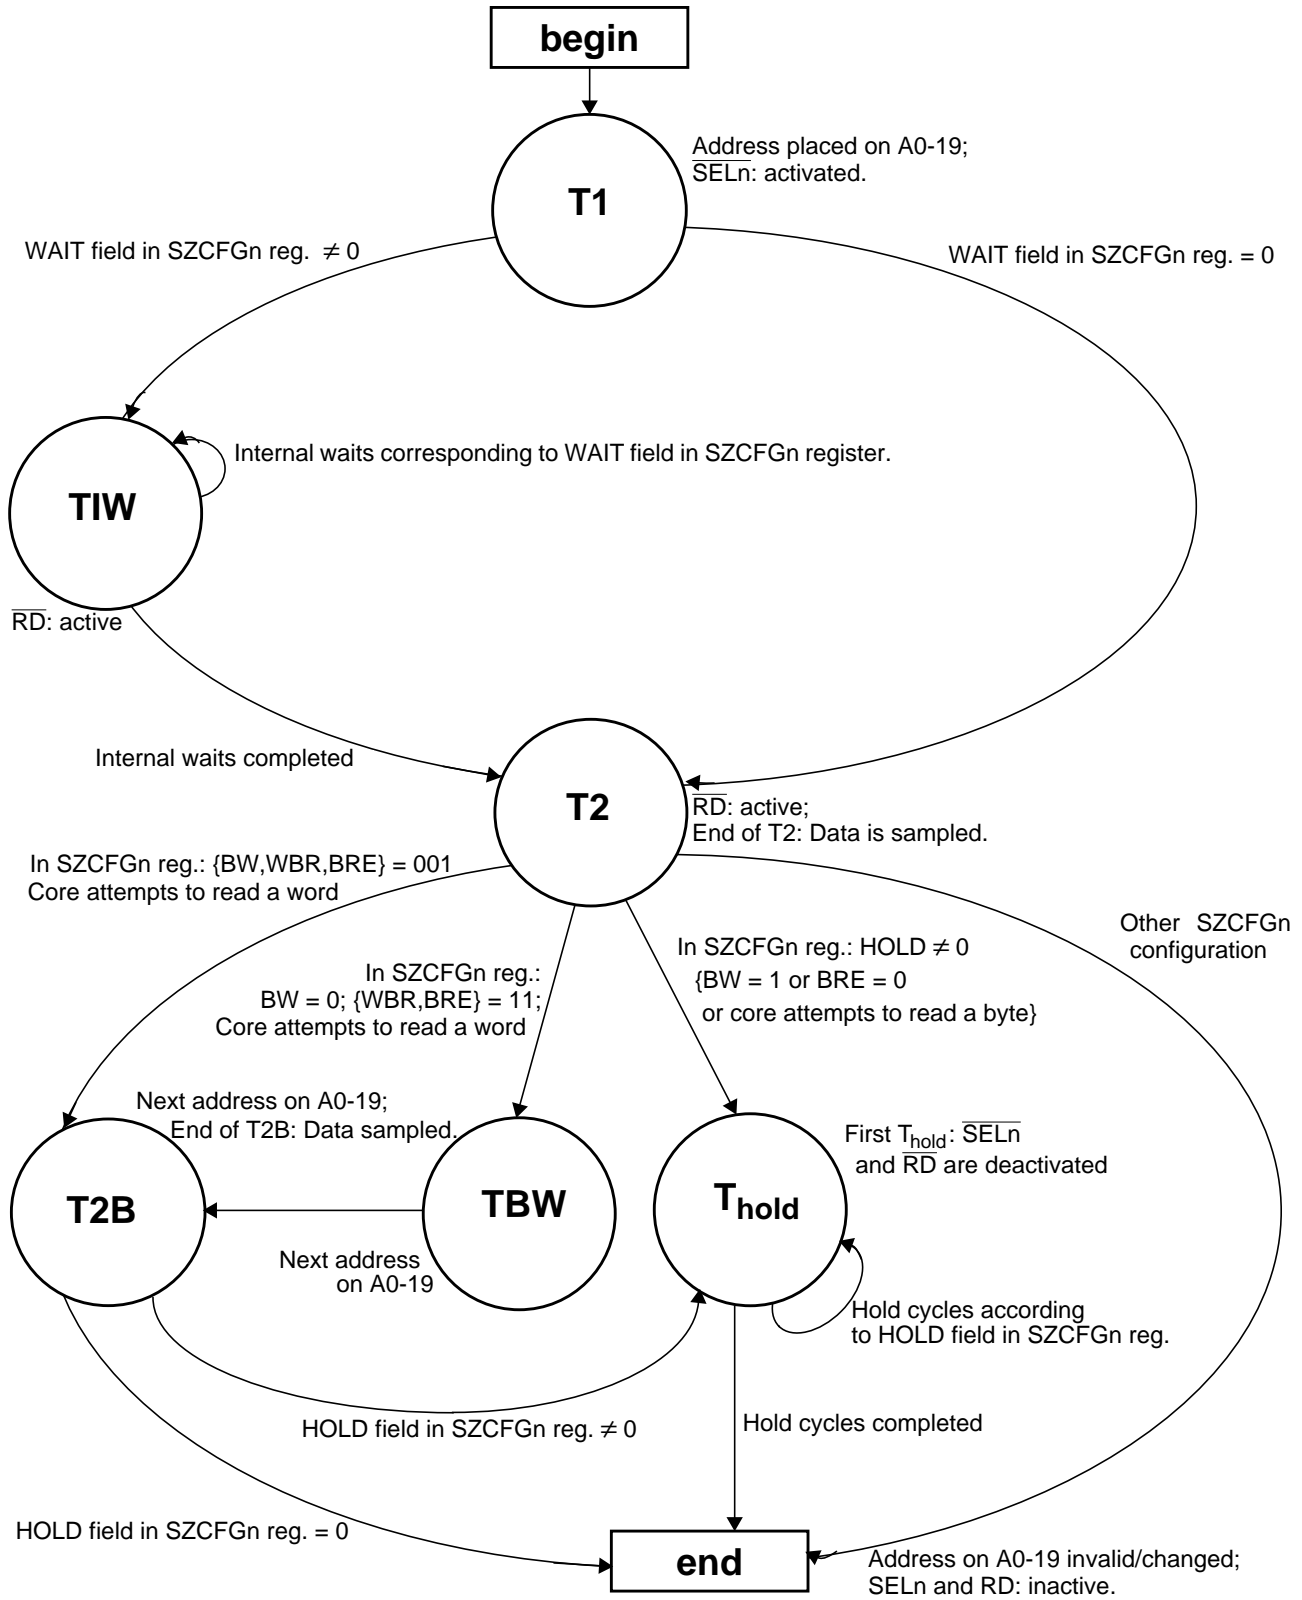 begin
T1
Address placed on A0-19;
SELn: activated.
WAIT field in SZCFGn reg. ≠ 0
WAIT field in SZCFGn reg. = 0
TIW
Internal waits corresponding to WAIT field in SZCFGn register.
RD: active
Internal waits completed
T2
RD: active;
End of T2: Data is sampled.
In SZCFGn reg.: {BW,WBR,BRE} = 001
Core attempts to read a word
In SZCFGn reg.:
BW = 0; {WBR,BRE} = 11;
Core attempts to read a word
In SZCFGn reg.: HOLD ≠ 0
{BW = 1 or BRE = 0
or core attempts to read a byte}
Other SZCFGn
configuration
Next address on A0-19;
End of T2B: Data sampled.
T2B
TBW
Thold
First Thold: SELn
and RD are deactivated
Next address
on A0-19
Hold cycles according
to HOLD field in SZCFGn reg.
HOLD field in SZCFGn reg. ≠ 0
Hold cycles completed
HOLD field in SZCFGn reg. = 0
end
Address on A0-19 invalid/changed;
SELn and RD: inactive.